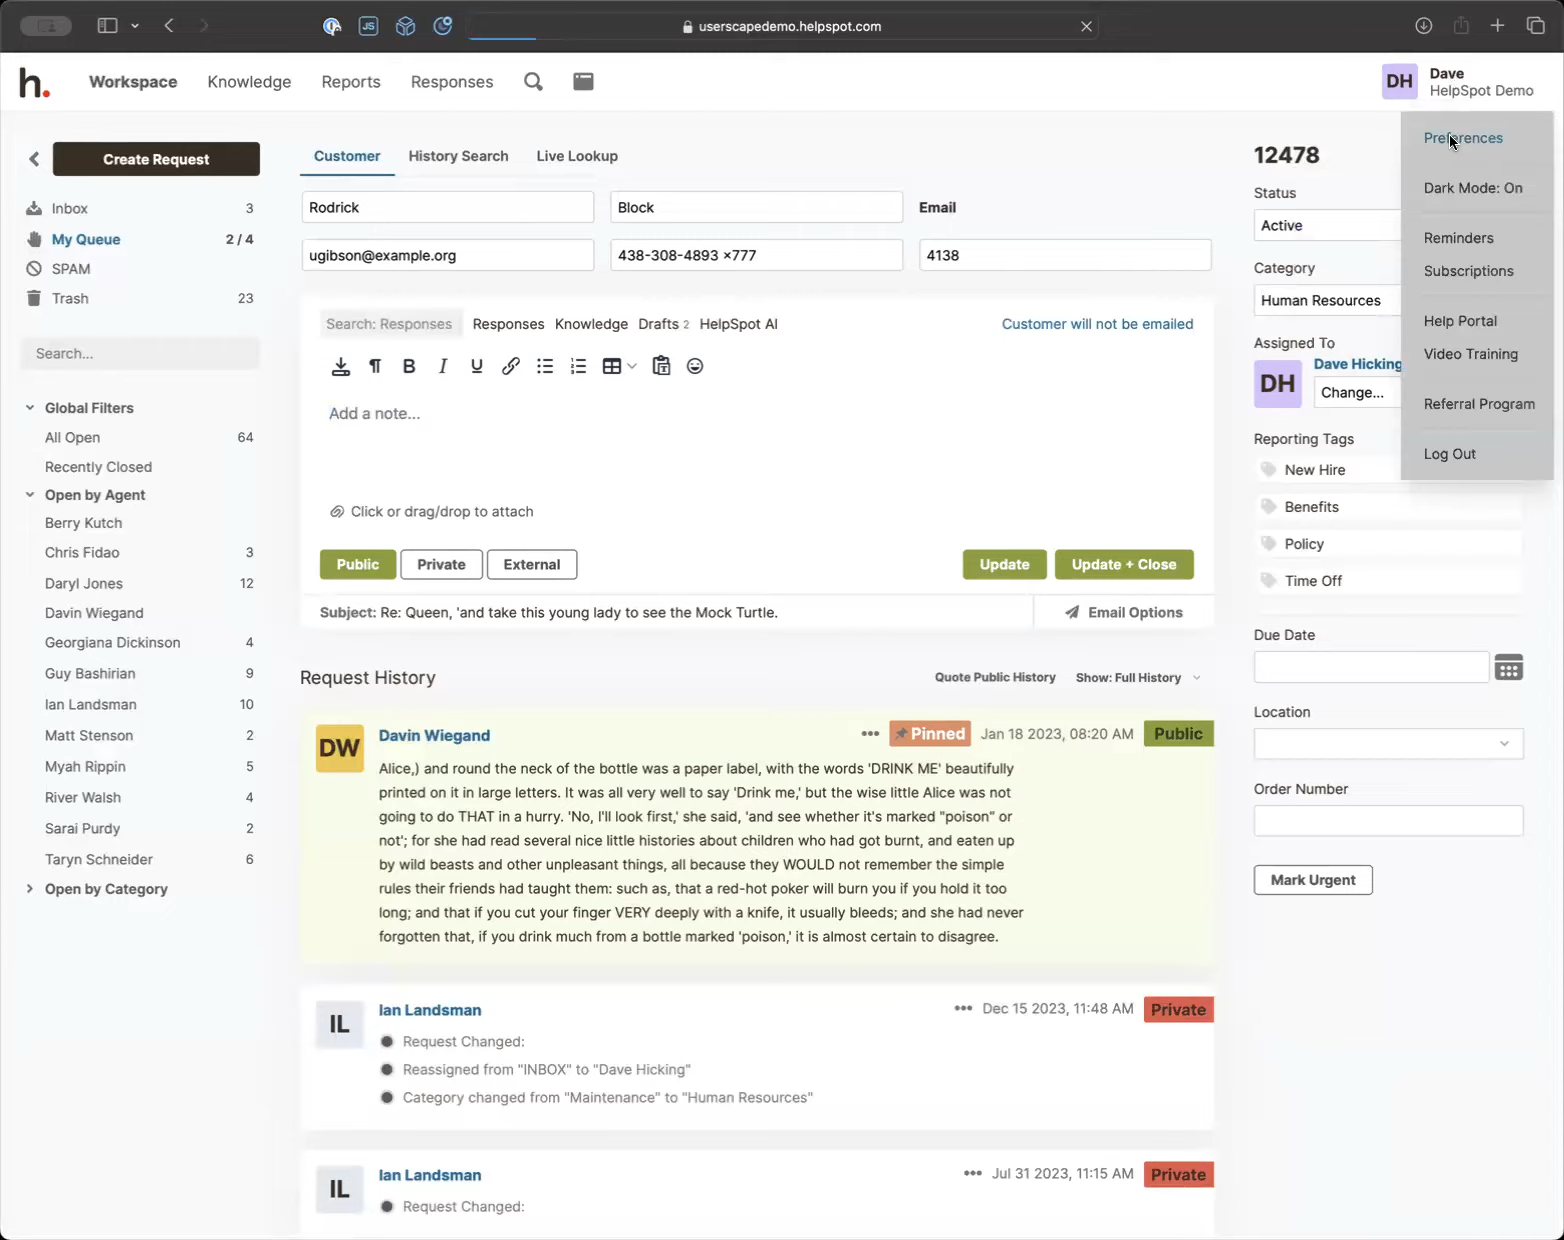 JS
userscapedemo.helpspot.com
h.
Workspace
Knowledge
Reports
Responses
DH
Dave
HelpSpot Demo
Preferences
Dark Mode: On
Reminders
Subscriptions
Help Portal
Video Training
Referral Program
Log Out
Create Request
Inbox 3
My Queue 2 / 4
SPAM
Trash 23
Search...
Global Filters
All Open 64
Recently Closed
Open by Agent
Berry Kutch
Chris Fidao 3
Daryl Jones 12
Davin Wiegand
Georgiana Dickinson 4
Guy Bashirian 9
Ian Landsman 10
Matt Stenson 2
Myah Rippin 5
River Walsh 4
Sarai Purdy 2
Taryn Schneider 6
Open by Category
Customer
History Search
Live Lookup
Rodrick
Block
Email
ugibson@example.org
438-308-4893 ×777
4138
Search: Responses
Responses
Knowledge
Drafts 2
HelpSpot AI
Customer will not be emailed
B I U
Add a note...
Click or drag/drop to attach
Public
Private
External
Update
Update + Close
Subject: Re: Queen, 'and take this young lady to see the Mock Turtle.
Email Options
Request History
Quote Public History
Show: Full History
DW
Davin Wiegand
Pinned
Jan 18 2023, 08:20 AM
Public
Alice,) and round the neck of the bottle was a paper label, with the words 'DRINK ME' beautifully
printed on it in large letters. It was all very well to say 'Drink me,' but the wise little Alice was not
going to do THAT in a hurry. 'No, I'll look first,' she said, 'and see whether it's marked "poison" or
not'; for she had read several nice little histories about children who had got burnt, and eaten up
by wild beasts and other unpleasant things, all because they WOULD not remember the simple
rules their friends had taught them: such as, that a red-hot poker will burn you if you hold it too
long; and that if you cut your finger VERY deeply with a knife, it usually bleeds; and she had never
forgotten that, if you drink much from a bottle marked 'poison,' it is almost certain to disagree.
IL
Ian Landsman
Dec 15 2023, 11:48 AM
Private
Request Changed:
Reassigned from "INBOX" to "Dave Hicking"
Category changed from "Maintenance" to "Human Resources"
IL
Ian Landsman
Jul 31 2023, 11:15 AM
Private
Request Changed:
12478
Status
Active
Category
Human Resources
Assigned To
DH
Dave Hicking
Change...
Reporting Tags
New Hire
Benefits
Policy
Time Off
Due Date
Location
Order Number
Mark Urgent